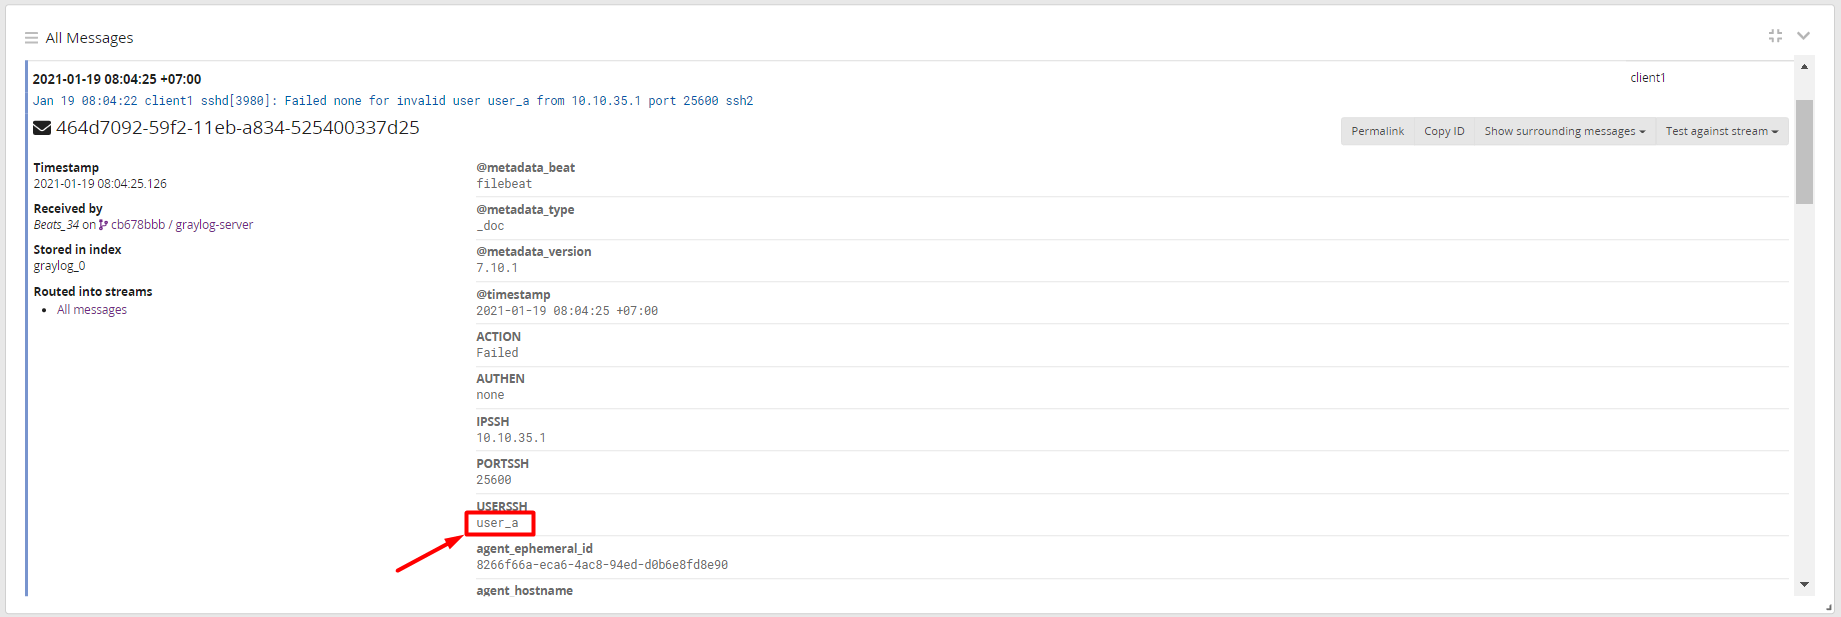 All Messages
2021-01-19 08:04:25 +07:00
client1
Jan 19 08:04:22 client1 sshd[3980]: Failed none for invalid user user_a from 10.10.35.1 port 25600 ssh2
464d7092-59f2-11eb-a834-525400337d25
Permalink Copy ID Show surrounding messages Test against stream
Timestamp
2021-01-19 08:04:25.126
Received by
Beats_34 on cb678bbb / graylog-server
Stored in index
graylog_0
Routed into streams
All messages
@metadata_beat
filebeat
@metadata_type
_doc
@metadata_version
7.10.1
@timestamp
2021-01-19 08:04:25 +07:00
ACTION
Failed
AUTHEN
none
IPSSH
10.10.35.1
PORTSSH
25600
USERSSH
user_a
agent_ephemeral_id
8266f66a-eca6-4ac8-94ed-d0b6e8fd8e90
agent_hostname